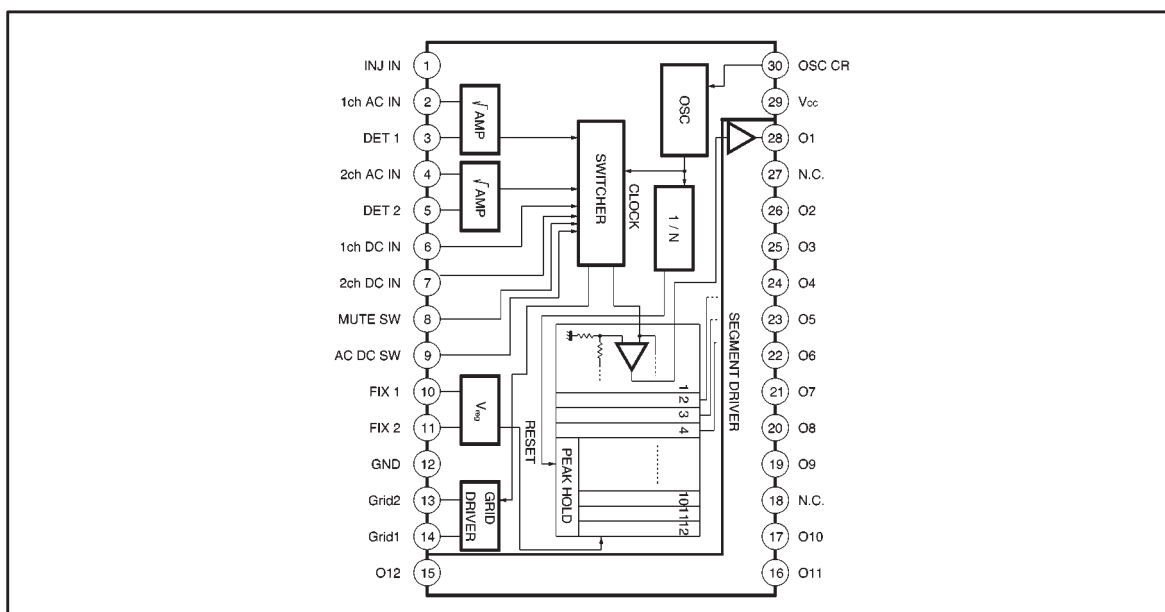 INJ IN 1
1ch AC IN 2
DET 1 3
2ch AC IN 4
DET 2 5
1ch DC IN 6
2ch DC IN 7
MUTE SW 8
AC DC SW 9
FIX 1 10
FIX 2 11
GND 12
Grid2 13
Grid1 14
O12 15
√AMP
√AMP
Vreg
GRID
DRIVER
SWITCHER
CLOCK
OSC
1 / N
RESET
PEAK HOLD
1
2
3
4
10
11
12
SEGMENT DRIVER
30 OSC CR
29 Vcc
28 O1
27 N.C.
26 O2
25 O3
24 O4
23 O5
22 O6
21 O7
20 O8
19 O9
18 N.C.
17 O10
16 O11